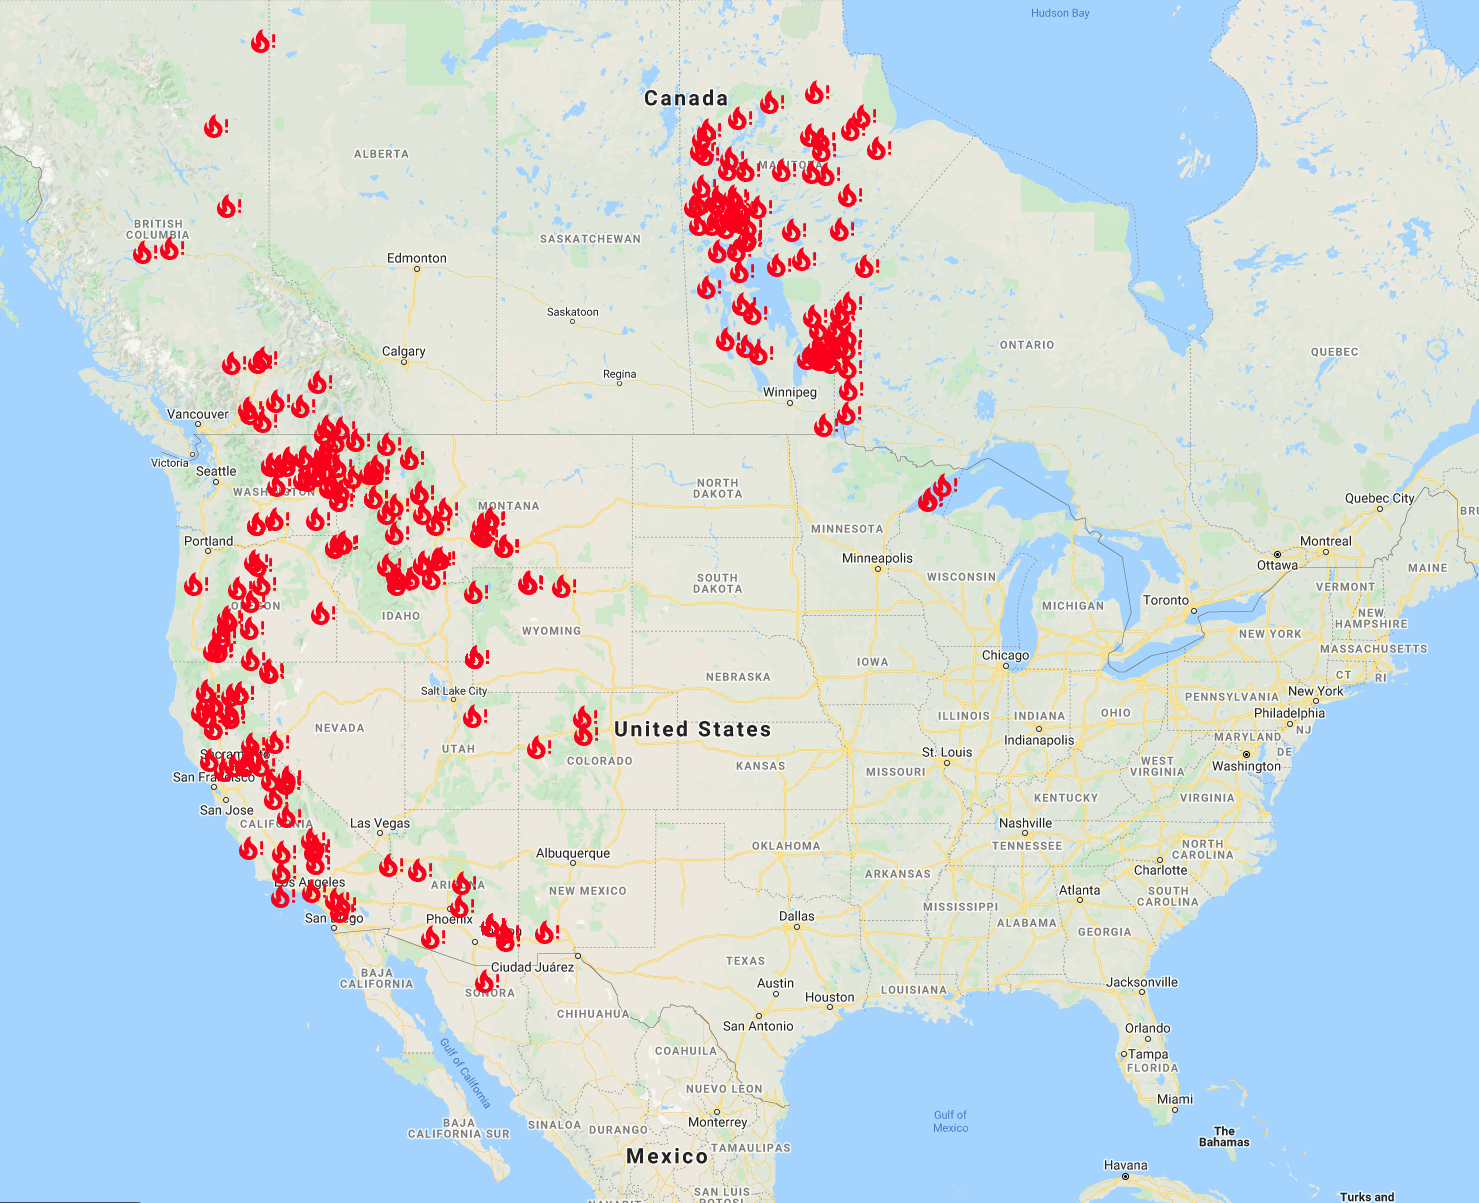 Hudson Bay
Canada
ALBERTA
MANITOBA
BRITISH
COLUMBIA
SASKATCHEWAN
Edmonton
Saskatoon
Calgary
ONTARIO
QUEBEC
Regina
Winnipeg
Vancouver
Victoria
Seattle
WASHINGTON
NORTH
DAKOTA
MONTANA
Quebec City
MINNESOTA
Portland
Montreal
Ottawa
Minneapolis
MAINE
WISCONSIN
SOUTH
DAKOTA
VERMONT
Toronto
MICHIGAN
OREGON
IDAHO
NEW
HAMPSHIRE
WYOMING
NEW YORK
MASSACHUSETTS
Chicago
IOWA
CT
RI
NEBRASKA
Salt Lake City
New York
PENNSYLVANIA
Philadelphia
NEVADA
United States
ILLINOIS
INDIANA
OHIO
NJ
MARYLAND
Indianapolis
UTAH
Sacramento
St. Louis
DE
COLORADO
KANSAS
WEST
VIRGINIA
Washington
MISSOURI
San Francisco
San Jose
KENTUCKY
VIRGINIA
CALIFORNIA
Las Vegas
Nashville
TENNESSEE
OKLAHOMA
NORTH
CAROLINA
Albuquerque
Charlotte
ARKANSAS
Los Angeles
ARIZONA
NEW MEXICO
Atlanta
SOUTH
CAROLINA
MISSISSIPPI
San Diego
Phoenix
Dallas
ALABAMA
Tucson
GEORGIA
TEXAS
Ciudad Juárez
BAJA
CALIFORNIA
Austin
Jacksonville
SONORA
LOUISIANA
Houston
CHIHUAHUA
San Antonio
Orlando
COAHUILA
Tampa
FLORIDA
Gulf of California
NUEVO LEON
Miami
Gulf of
Mexico
BAJA
CALIFORNIA SUR
SINALOA
DURANGO
Monterrey
The
Bahamas
Mexico
TAMAULIPAS
Havana
SAN LUIS
Turks and